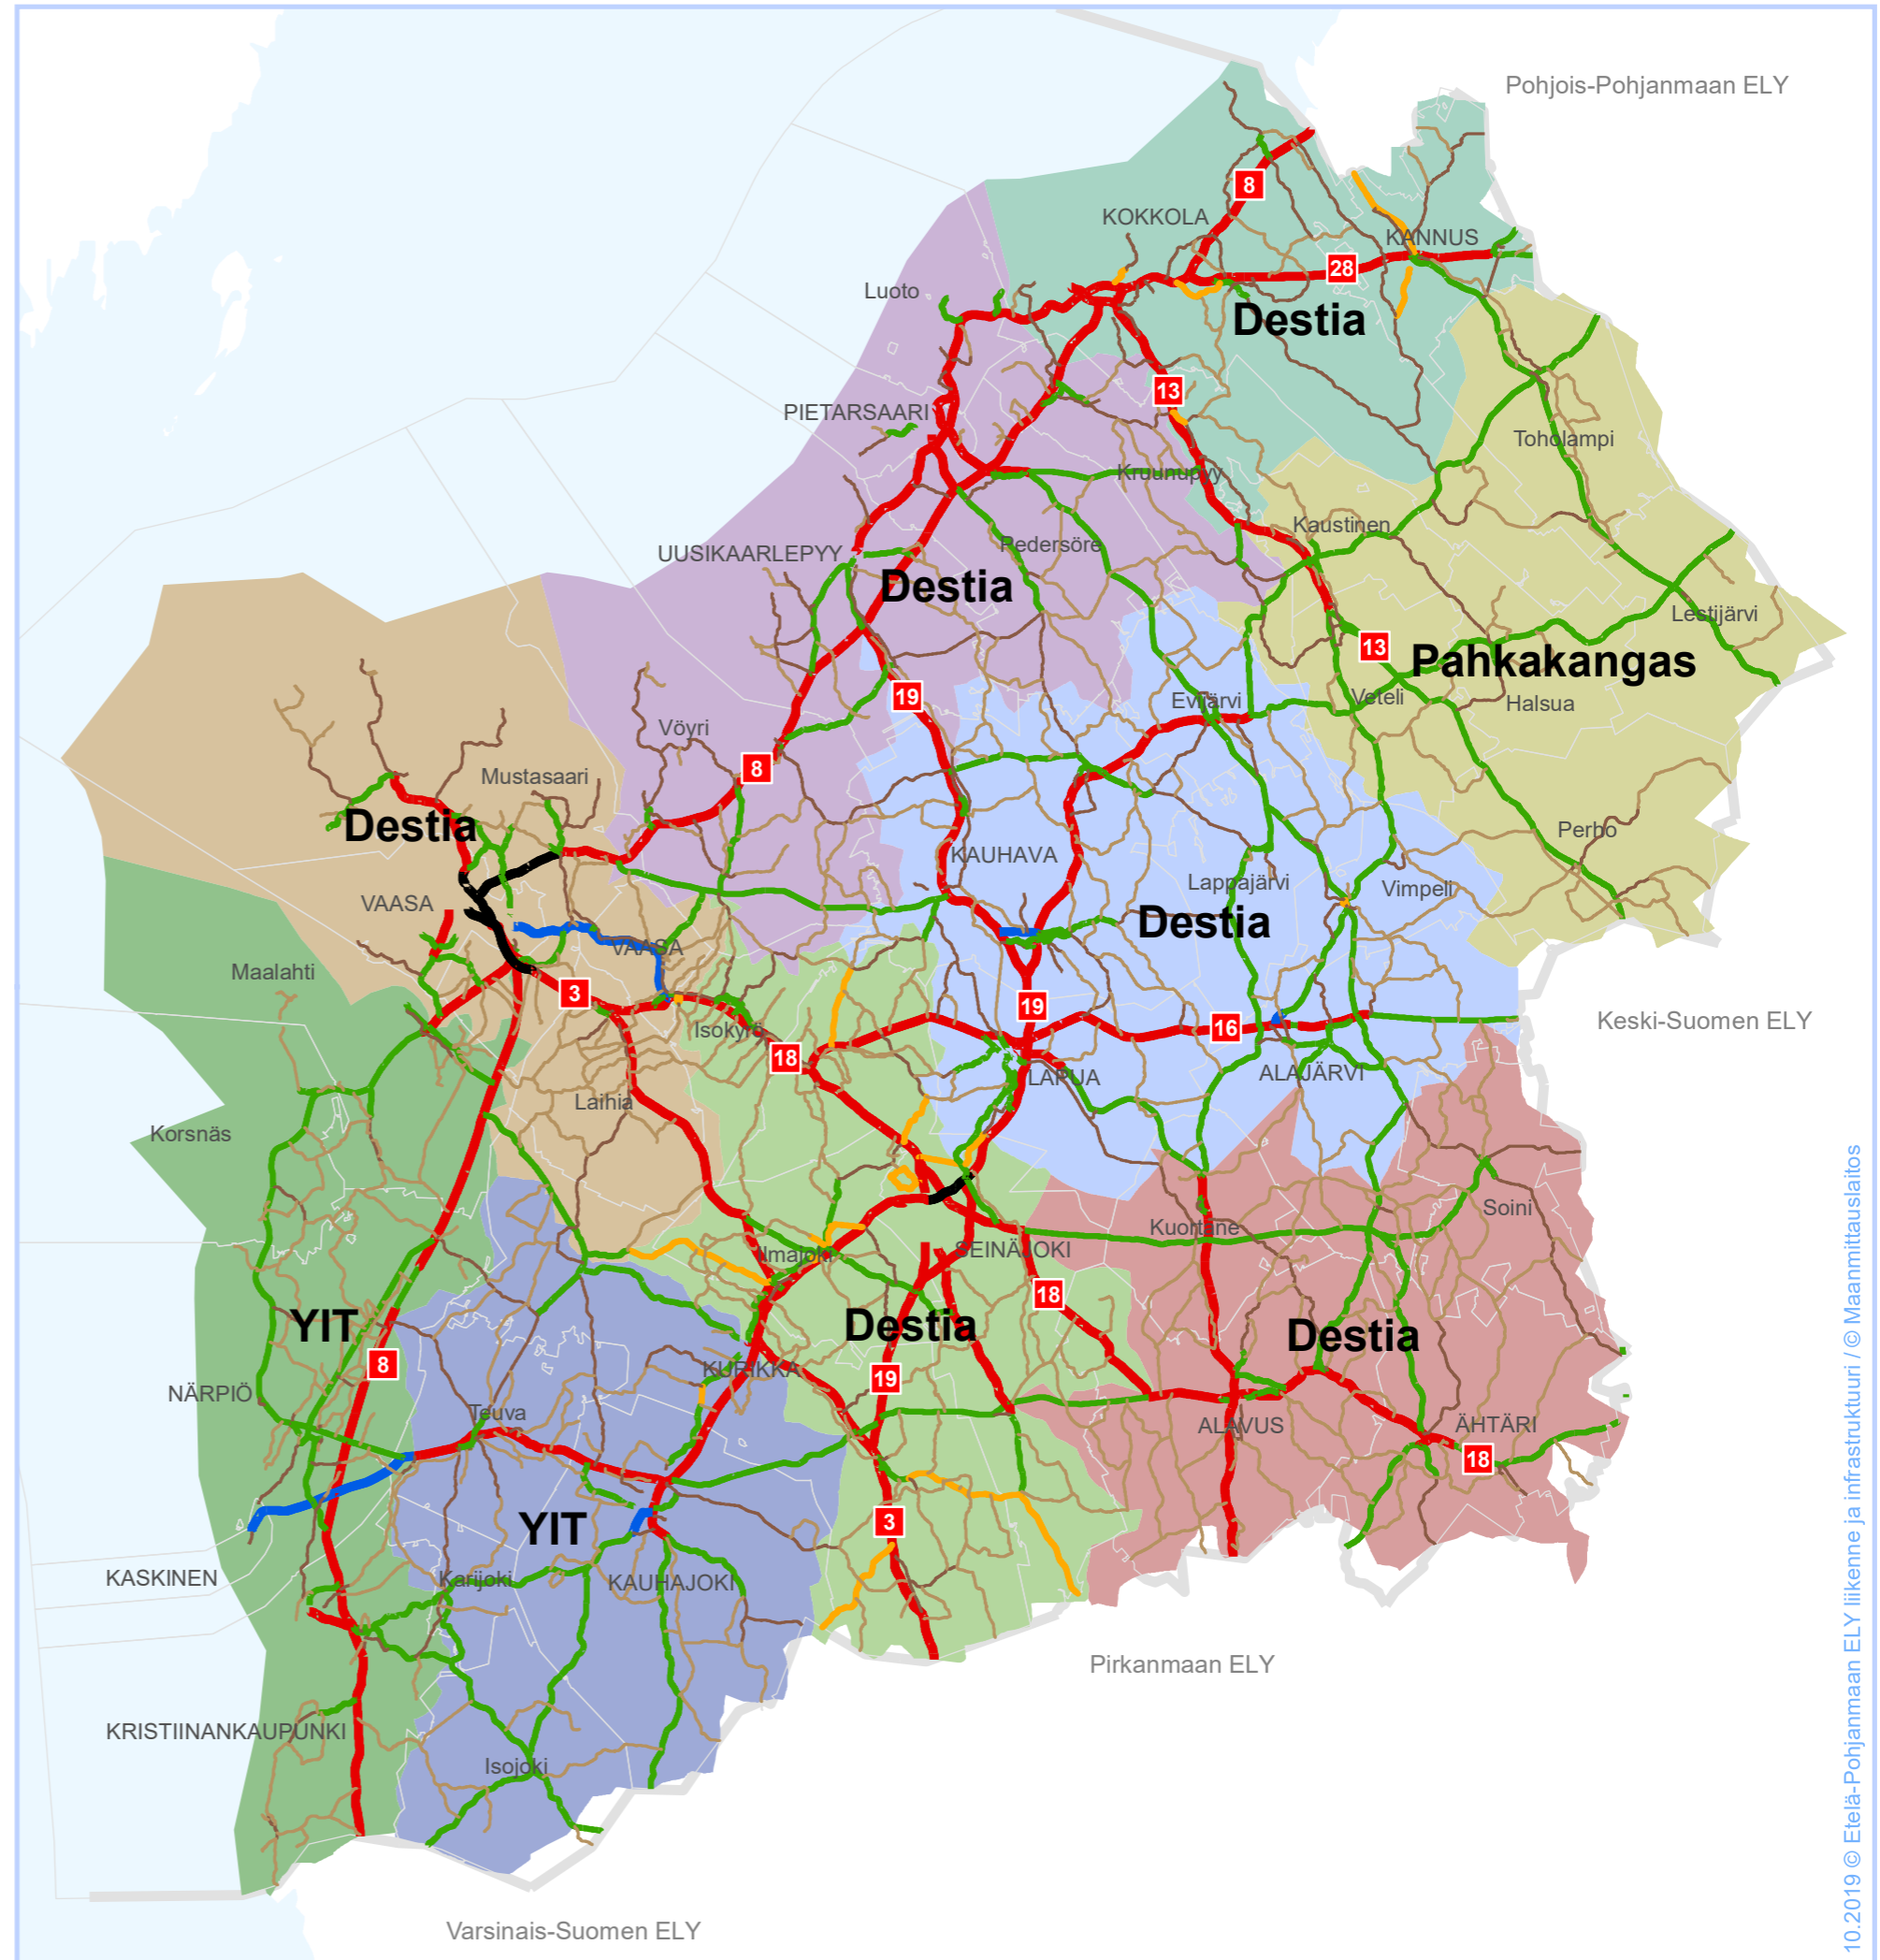 Pohjois-Pohjanmaan ELY
8
KOKKOLA
KANNUS
28
Luoto
Destia
13
PIETARSAARI
Toholampi
Kruunupyy
Kaustinen
Pedersöre
UUSIKAARLEPYY
Destia
Lestijärvi
13
Pahkakangas
19
Evijärvi
Veteli
Halsua
Vöyri
8
Mustasaari
Destia
Perho
KAUHAVA
Lappajärvi
Vimpeli
VAASA
Destia
VAASA
Maalahti
3
19
Isokyrö
16
Keski-Suomen ELY
18
LAPUA
ALAJÄRVI
Laihia
Korsnäs
Soini
Kuortane
Ilmajoki
SEINÄJOKI
18
YIT
Destia
Destia
8
KURIKKA
19
NÄRPIÖ
Teuva
ALAVUS
ÄHTÄRI
18
3
YIT
KASKINEN
Karijoki
KAUHAJOKI
Pirkanmaan ELY
KRISTIINANKAUPUNKI
Isojoki
Varsinais-Suomen ELY
10.2019 © Etelä-Pohjanmaan ELY liikenne ja infrastruktuuri / © Maanmittauslaitos